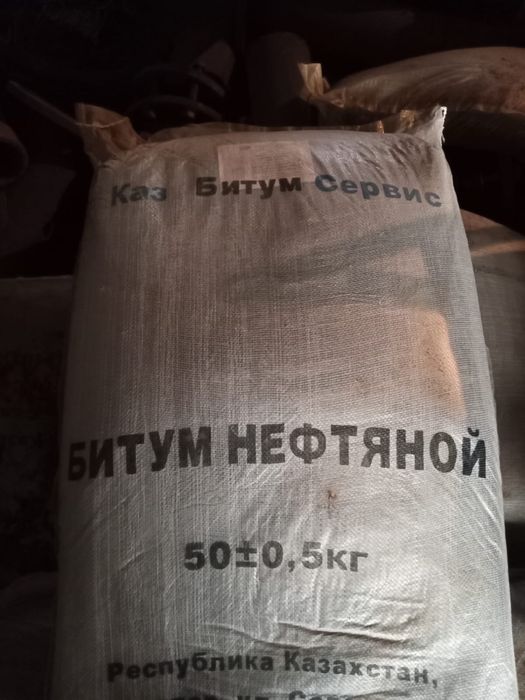 Каз Битум Сервис
БИТУМ НЕФТЯНОЙ
50±0,5кг
Республика Казахстан,